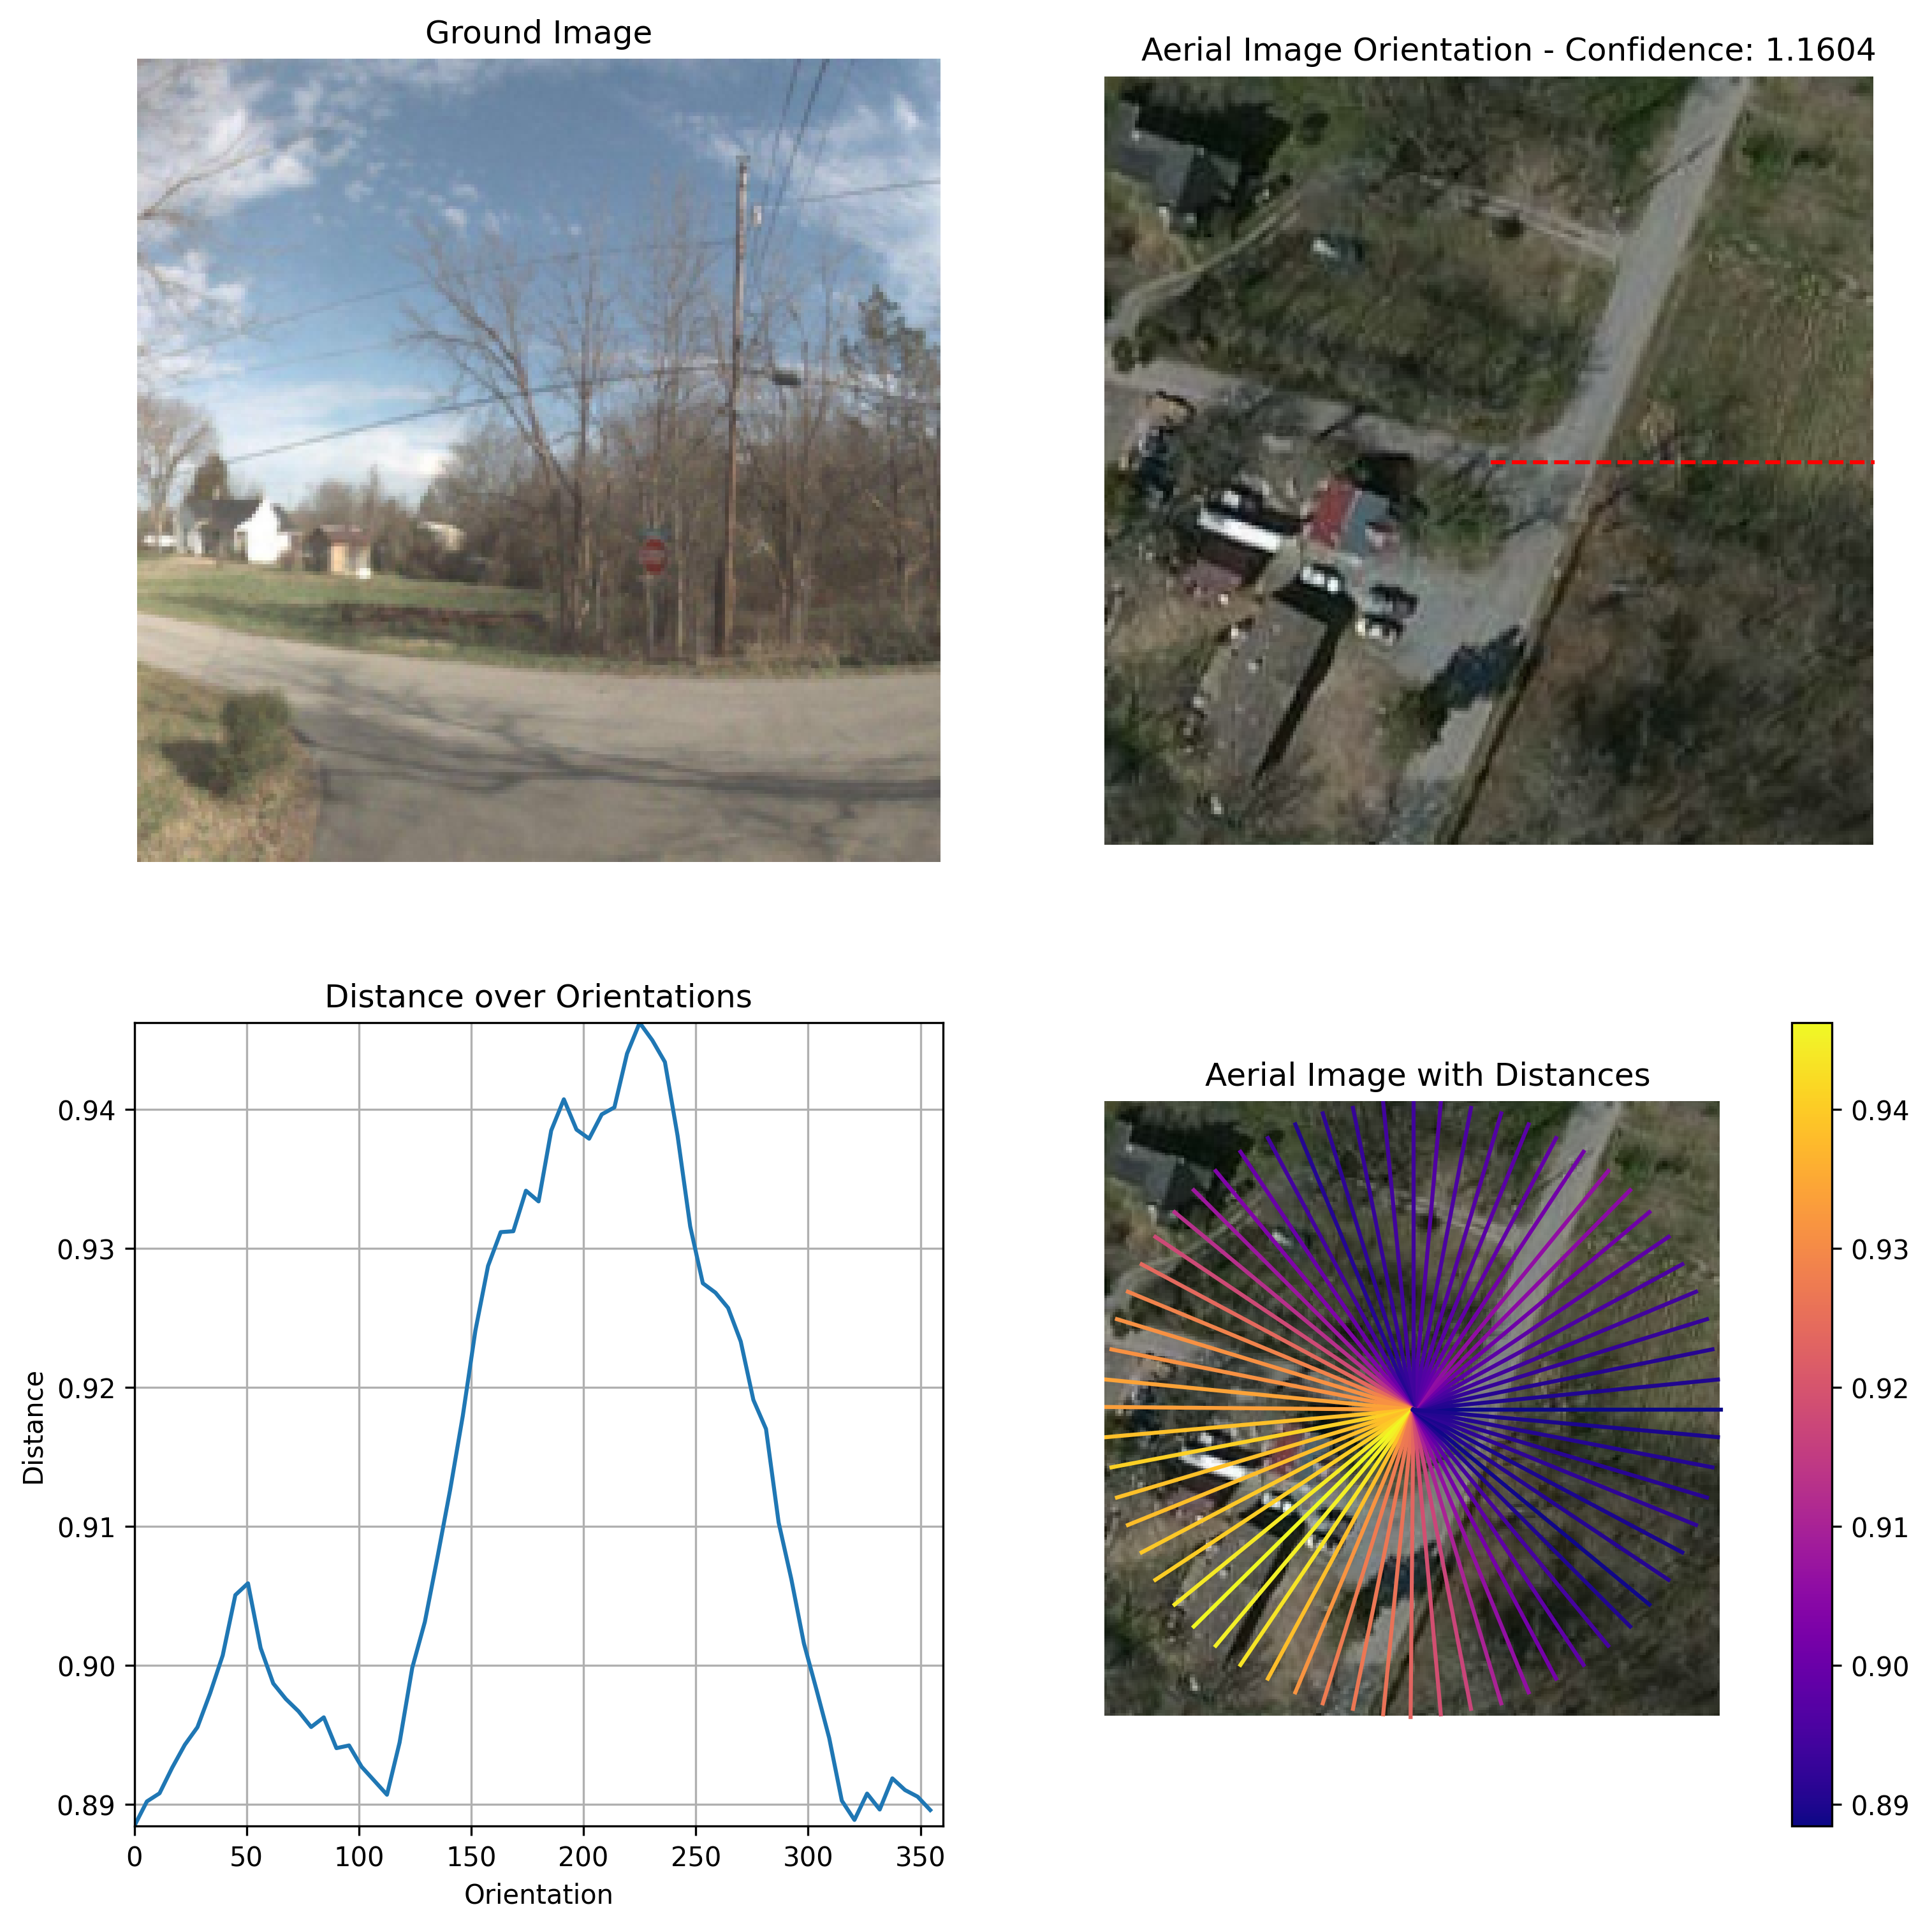 Ground Image
Aerial Image Orientation - Confidence: 1.1604
Distance over Orientations
0.94
0.93
0.92
0.91
0.90
0.89
Distance
0 50 100 150 200 250 300 350
Orientation
Aerial Image with Distances
0.94
0.93
0.92
0.91
0.90
0.89